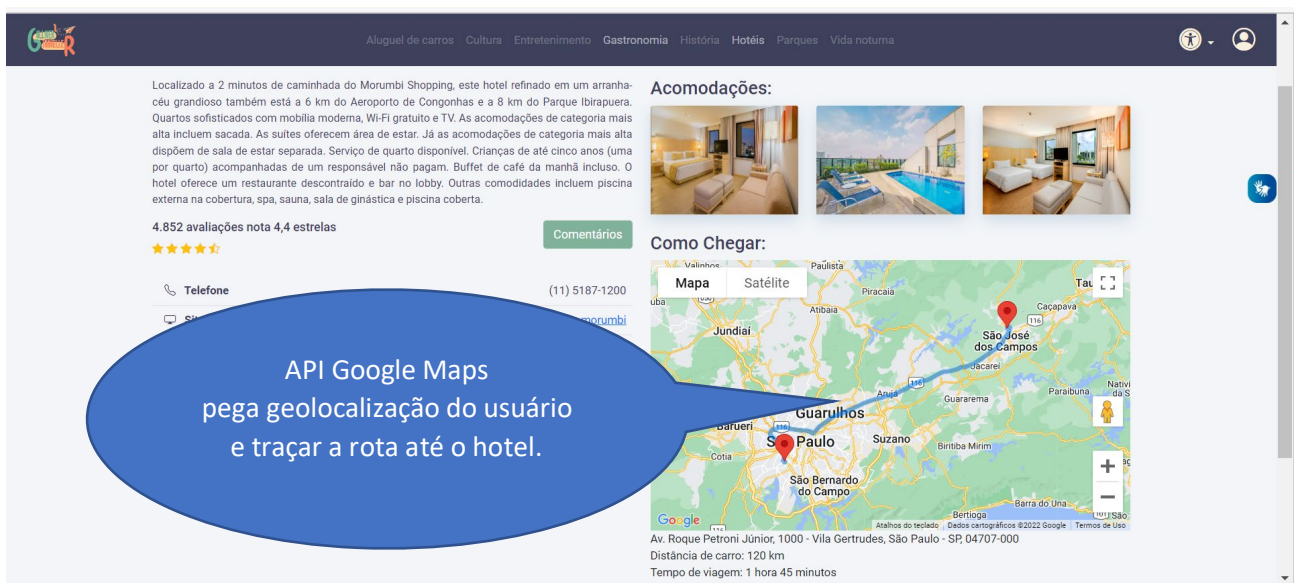 Aluguel de carros Cultura Entretenimento Gastronomia História Hotéis Parques Vida noturna
Localizado a 2 minutos de caminhada do Morumbi Shopping, este hotel refinado em um arranha-
céu grandioso também está a 6 km do Aeroporto de Congonhas e a 8 km do Parque Ibirapuera.
Quartos sofisticados com mobília moderna, Wi-Fi gratuito e TV. As acomodações de categoria mais
alta incluem sacada. As suítes oferecem área de estar. Já as acomodações de categoria mais alta
dispõem de sala de estar separada. Serviço de quarto disponível. Crianças de até cinco anos (uma
por quarto) acompanhadas de um responsável não pagam. Buffet de café da manhã incluso. O
hotel oferece um restaurante descontraído e bar no lobby. Outras comodidades incluem piscina
externa na cobertura, spa, sauna, sala de ginástica e piscina coberta.
4.852 avaliações nota 4,4 estrelas
Comentários
Telefone (11) 5187-1200
morumbi
API Google Maps
pega geolocalização do usuário
e traçar a rota até o hotel.
Acomodações:
Como Chegar:
Mapa Satélite
Valinhos
Paulista
Piracaia
Atibaia
Caçapava
116
Jundiaí
São José
dos Campos
Jacareí
116
Arujá
Guararema
Paraibuna
Guarulhos
Barueri
116
São Paulo
Suzano
Biritiba Mirim
Cotia
São Bernardo
do Campo
Barra do Una
Bertioga
São
Google
Atalhos do teclado Dados cartográficos ©2022 Google Termos de Uso
Av. Roque Petroni Júnior, 1000 - Vila Gertrudes, São Paulo - SP, 04707-000
Distância de carro: 120 km
Tempo de viagem: 1 hora 45 minutos